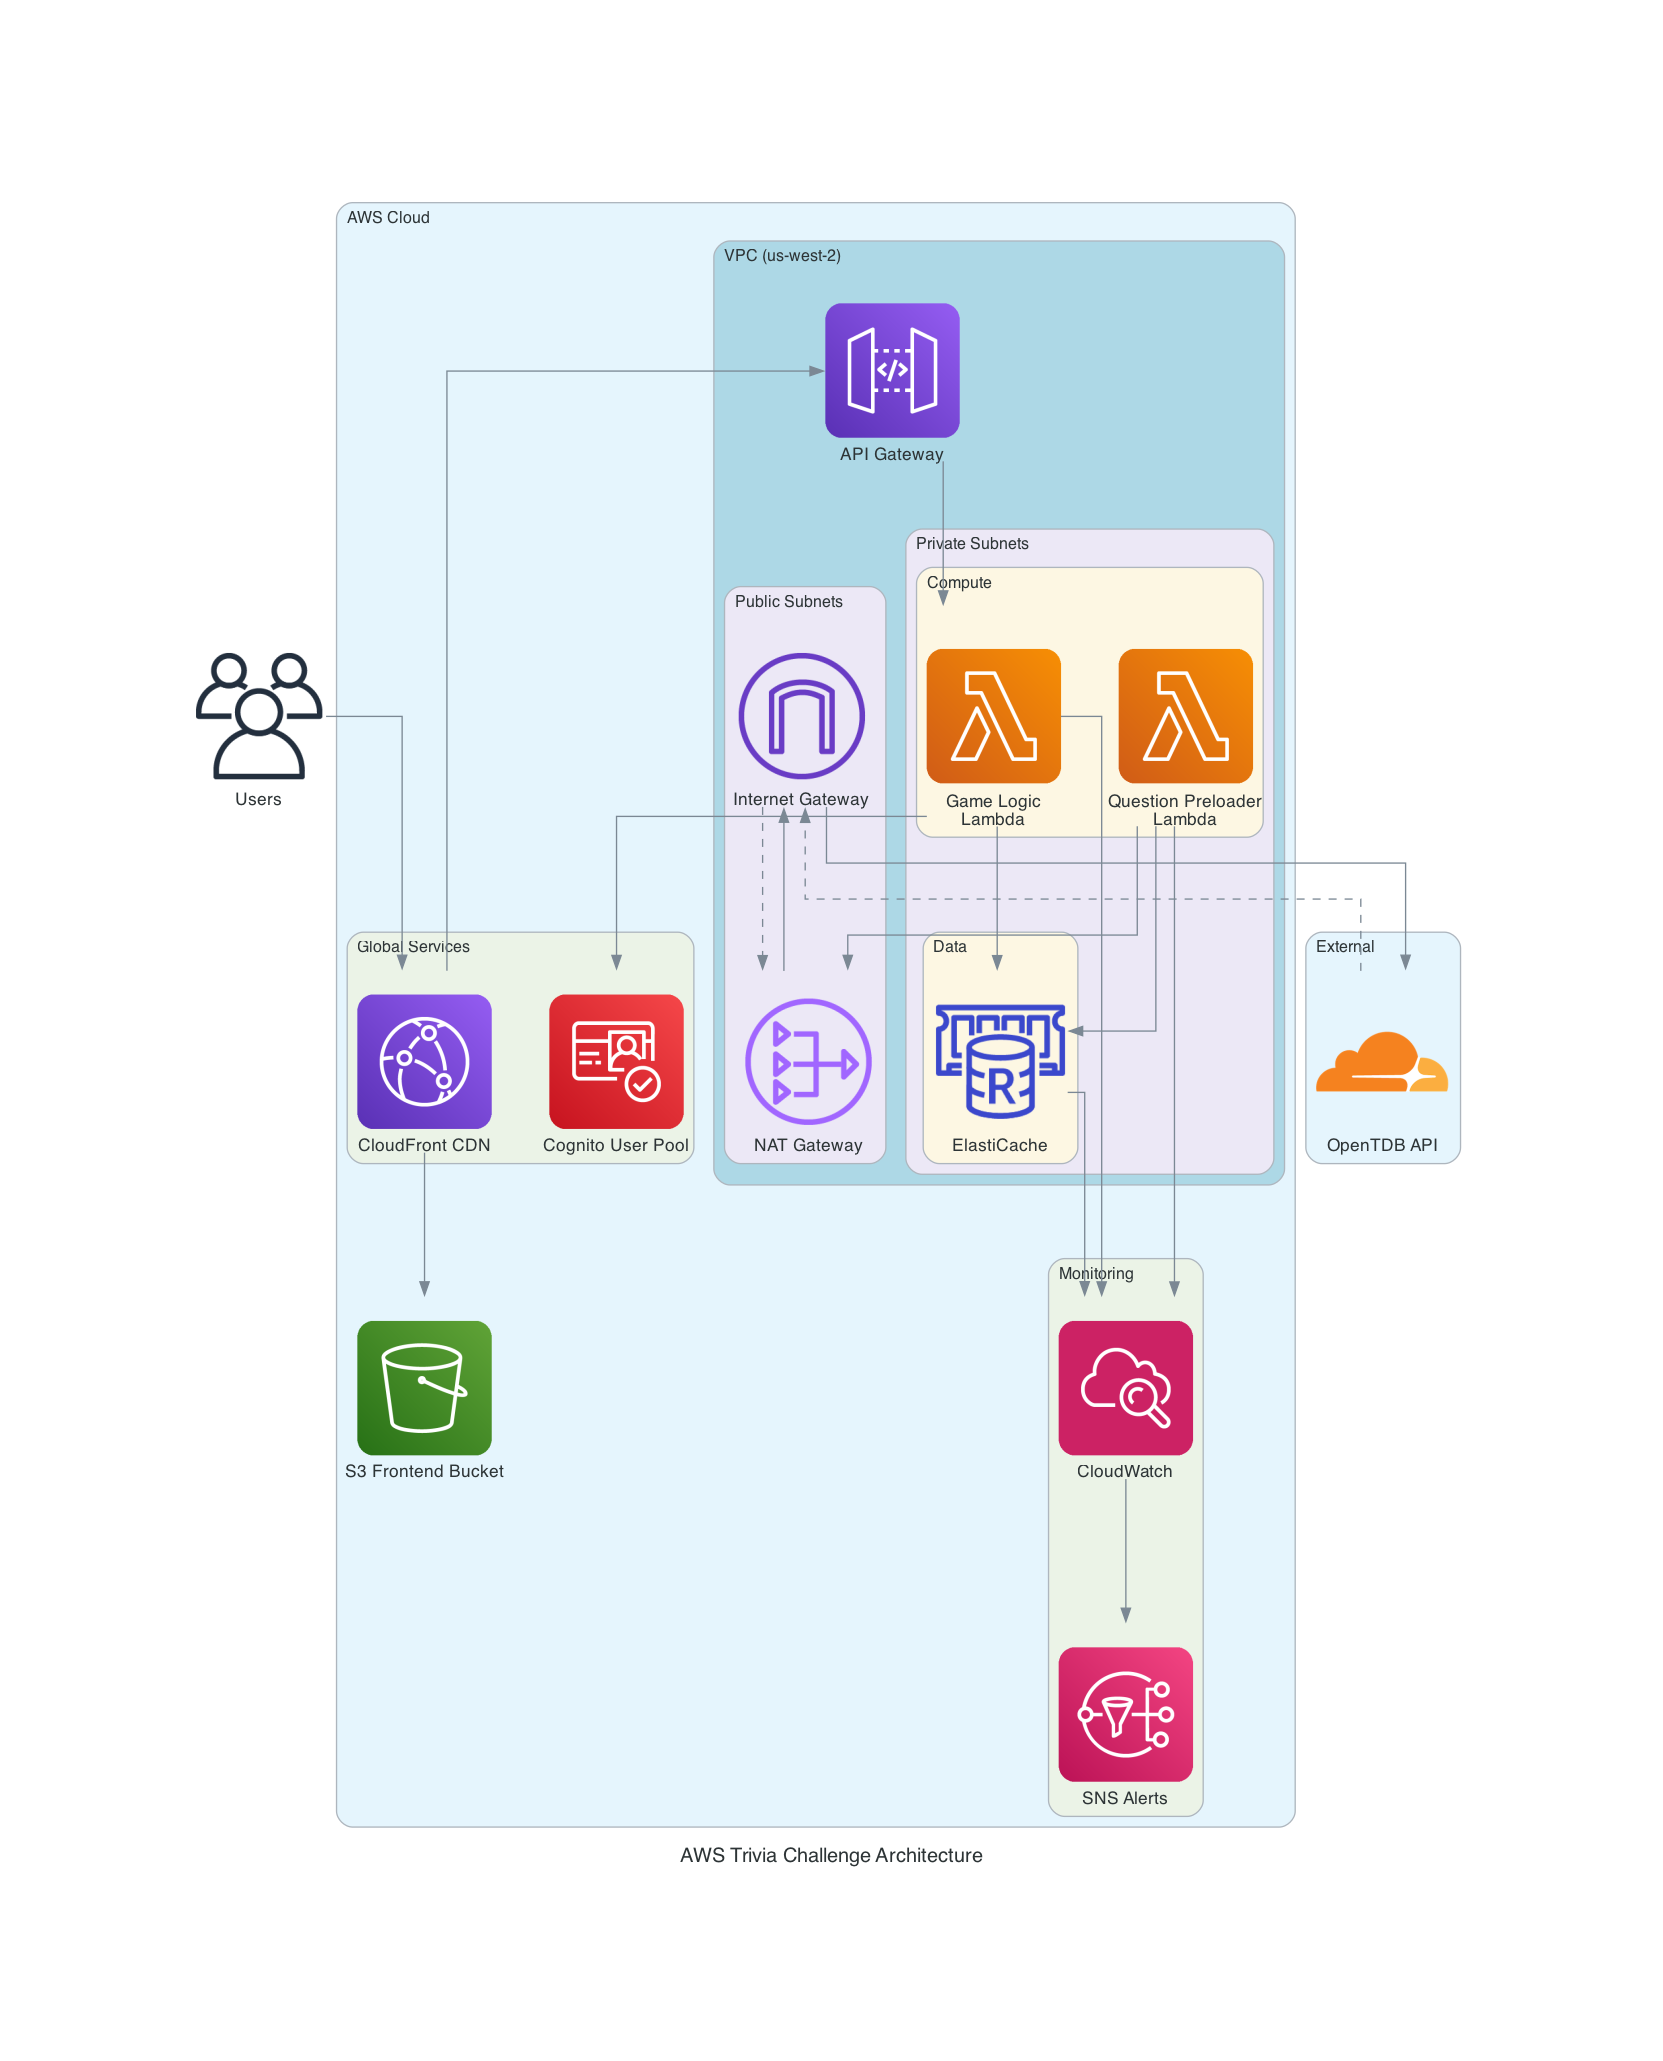 AWS Cloud
VPC (us-west-2)
API Gateway
Private Subnets
Compute
Public Subnets
Users
Internet Gateway
Game Logic
Lambda
Question Preloader
Lambda
Global Services
Data
External
CloudFront CDN
Cognito User Pool
NAT Gateway
R
ElastiCache
OpenTDB API
Monitoring
S3 Frontend Bucket
CloudWatch
SNS Alerts
AWS Trivia Challenge Architecture